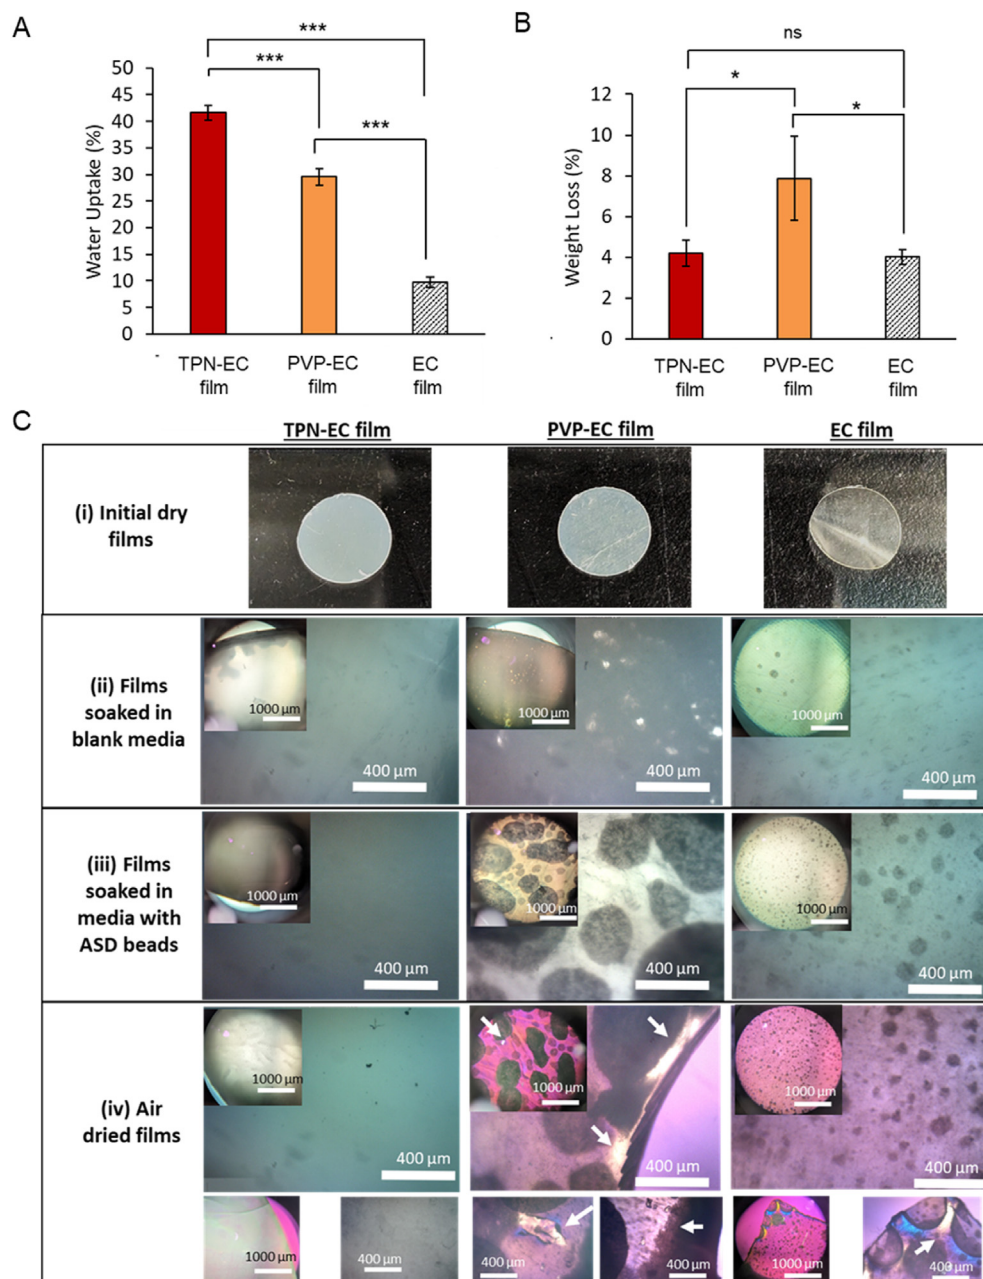 A
***
***
***
Water Uptake (%)
50
45
40
35
30
25
20
15
10
5
0
TPN-EC
film
PVP-EC
film
EC
film
B
ns
*
*
Weight Loss (%)
12
10
8
6
4
2
0
TPN-EC
film
PVP-EC
film
EC
film
C
TPN-EC film
PVP-EC film
EC film
(i) Initial dry
films
(ii) Films
soaked in
blank media
1000 µm
400 µm
1000 µm
400 µm
1000 µm
400 µm
(iii) Films
soaked in
media with
ASD beads
1000 µm
400 µm
1000 µm
400 µm
1000 µm
400 µm
(iv) Air
dried films
1000 µm
400 µm
1000 µm
400 µm
1000 µm
400 µm
1000 µm
400 µm
400 µm
400 µm
1000 µm
400 µm